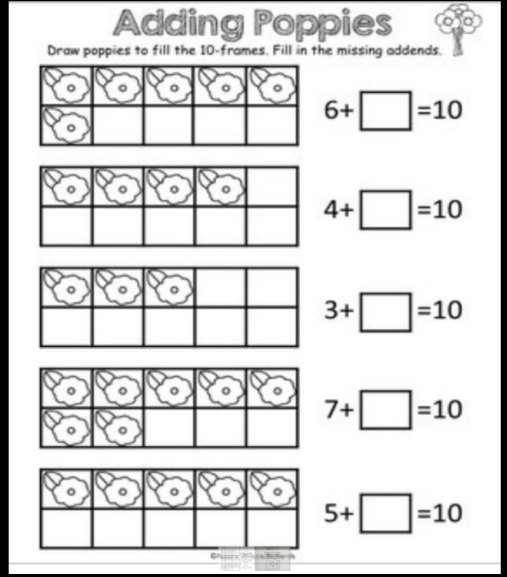 Adding Poppies
Draw poppies to fill the 10-frames. Fill in the missing addends.
6+ =10
4+ =10
3+ =10
7+ =10
5+ =10